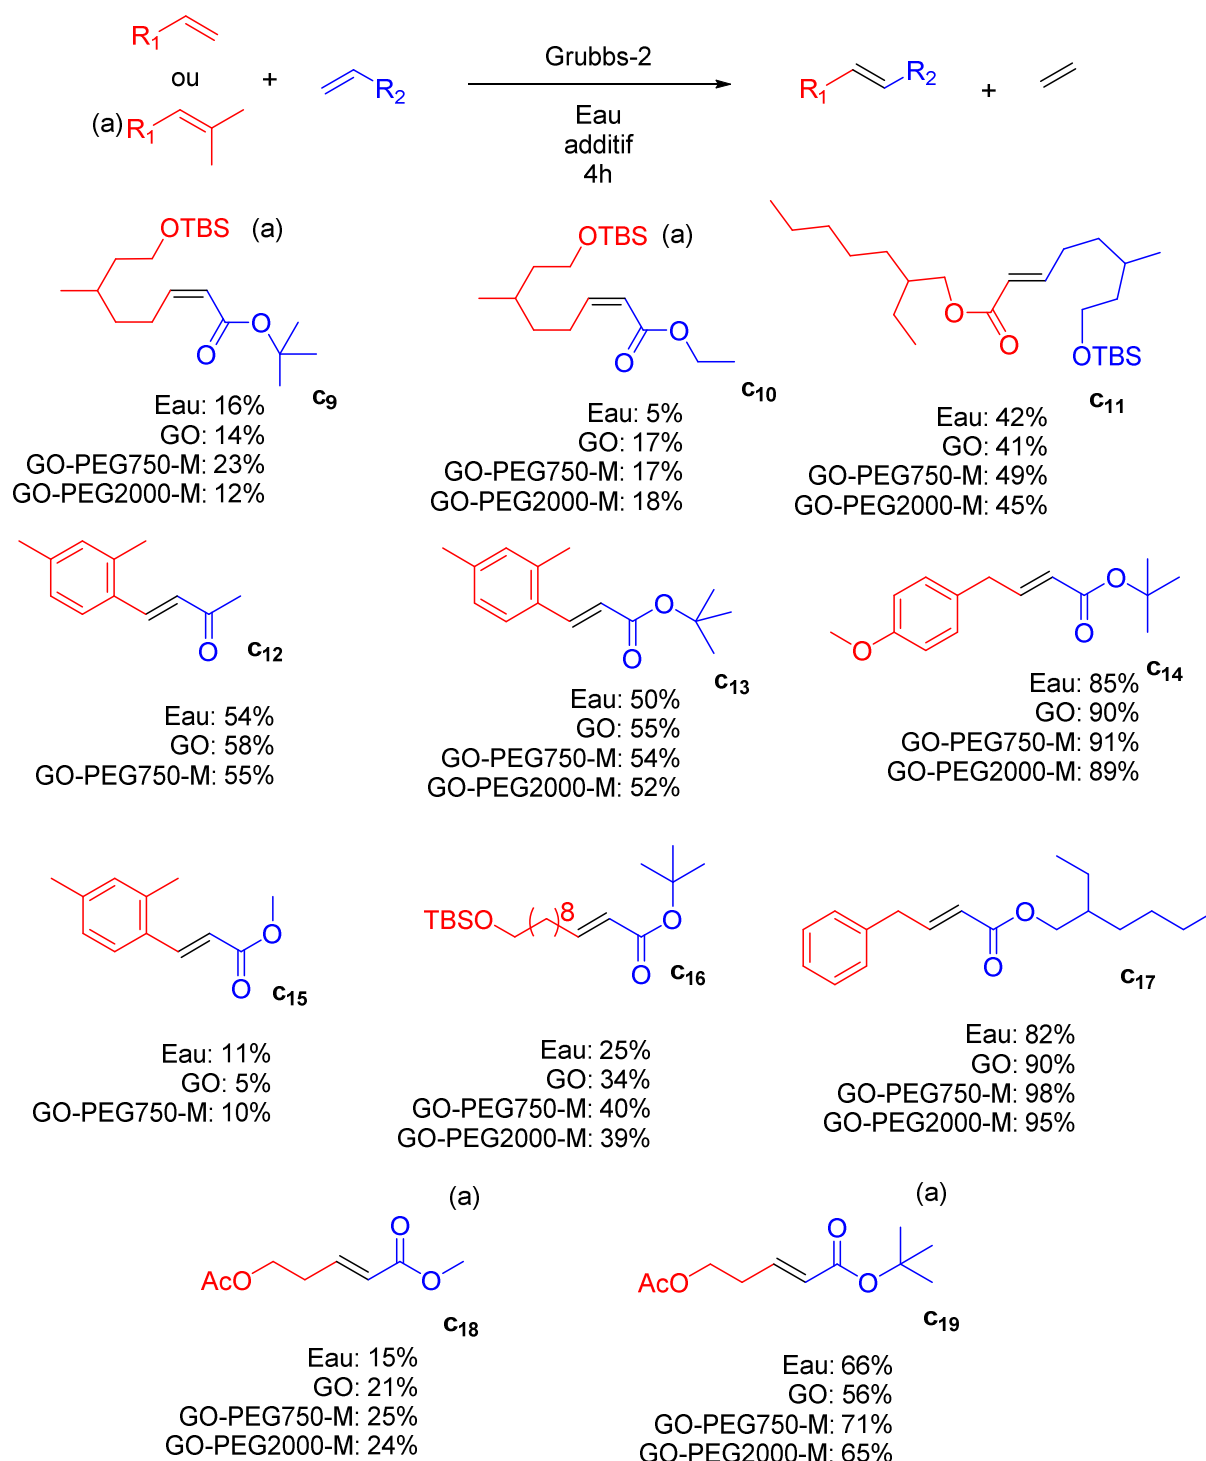 R1
ou
(a) R1
+
R2
Grubbs-2
Eau
additif
4h
R1 R2
+
OTBS (a)
O
O
c9
Eau: 16%
GO: 14%
GO-PEG750-M: 23%
GO-PEG2000-M: 12%
OTBS (a)
O
O
c10
Eau: 5%
GO: 17%
GO-PEG750-M: 17%
GO-PEG2000-M: 18%
O
O
OTBS
c11
Eau: 42%
GO: 41%
GO-PEG750-M: 49%
GO-PEG2000-M: 45%
O
c12
Eau: 54%
GO: 58%
GO-PEG750-M: 55%
O
O
c13
Eau: 50%
GO: 55%
GO-PEG750-M: 54%
GO-PEG2000-M: 52%
O
O
O
c14
Eau: 85%
GO: 90%
GO-PEG750-M: 91%
GO-PEG2000-M: 89%
O
O
c15
Eau: 11%
GO: 5%
GO-PEG750-M: 10%
TBSO ( )8
O
O
c16
Eau: 25%
GO: 34%
GO-PEG750-M: 40%
GO-PEG2000-M: 39%
O
O
c17
Eau: 82%
GO: 90%
GO-PEG750-M: 98%
GO-PEG2000-M: 95%
(a)
O
AcO
O
c18
Eau: 15%
GO: 21%
GO-PEG750-M: 25%
GO-PEG2000-M: 24%
(a)
O
AcO
O
c19
Eau: 66%
GO: 56%
GO-PEG750-M: 71%
GO-PEG2000-M: 65%